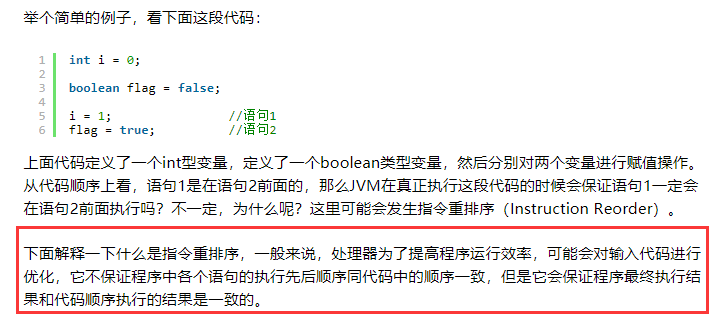 举个简单的例子，看下面这段代码：
1 int i = 0;
2
3 boolean flag = false;
4
5 i = 1; //语句1
6 flag = true; //语句2
上面代码定义了一个int型变量，定义了一个boolean类型变量，然后分别对两个变量进行赋值操作。
从代码顺序上看，语句1是在语句2前面的，那么JVM在真正执行这段代码的时候会保证语句1一定会
在语句2前面执行吗？不一定，为什么呢？这里可能会发生指令重排序（Instruction Reorder）。
下面解释一下什么是指令重排序，一般来说，处理器为了提高程序运行效率，可能会对输入代码进行
优化，它不保证程序中各个语句的执行先后顺序同代码中的顺序一致，但是它会保证程序最终执行结
果和代码顺序执行的结果是一致的。